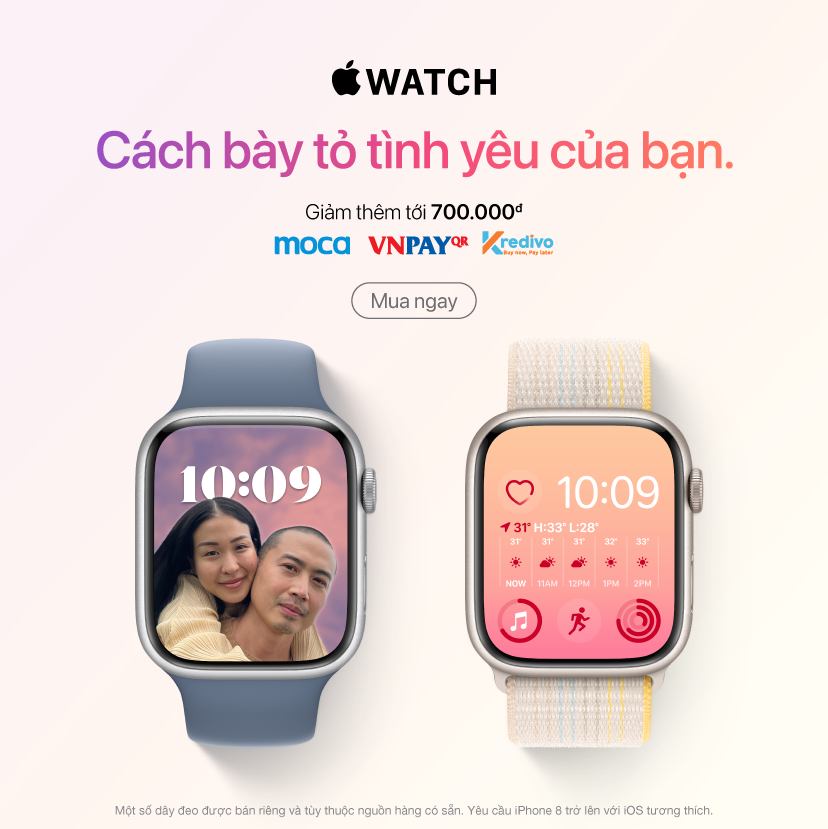 WATCH
Cách bày tỏ tình yêu của bạn.
Giảm thêm tới 700.000đ
moca VNPAYQR Kredivo
Buy now, Pay later
Mua ngay
10:09
10:09
31° H:33° L:28°
31° 31° 31° 32° 33°
NOW 11AM 12PM 1PM 2PM
Một số dây đeo được bán riêng và tùy thuộc nguồn hàng có sẵn. Yêu cầu iPhone 8 trở lên với iOS tương thích.